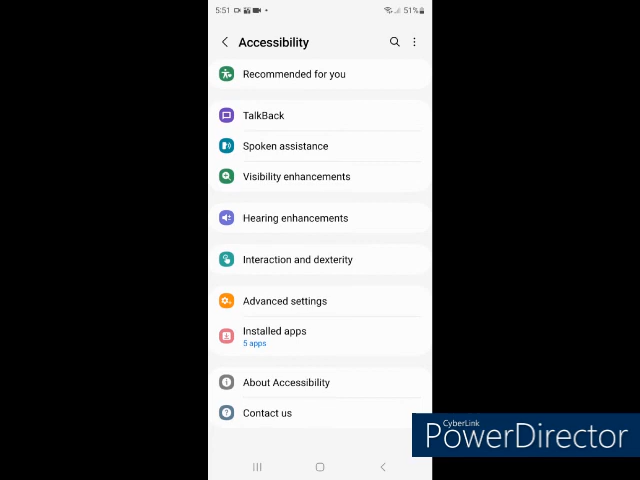 5:51 51%
Accessibility
Recommended for you
TalkBack
Spoken assistance
Visibility enhancements
Hearing enhancements
Interaction and dexterity
Advanced settings
Installed apps
5 apps
About Accessibility
Contact us
CyberLink
PowerDirector